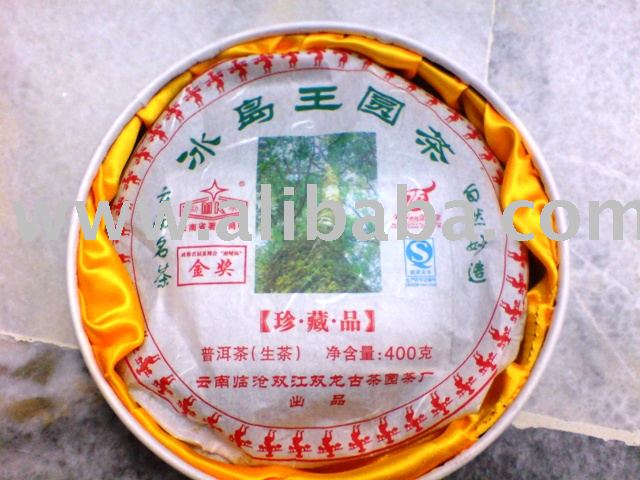 冰岛王园茶
云南名茶
金奖
自然妙造
www.alibaba.com
【珍·藏·品】
普洱茶(生茶) 净含量:400克
云南临沧双江双龙古茶园茶厂
出品